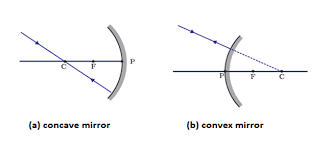 C F P
P F C
(a) concave mirror
(b) convex mirror